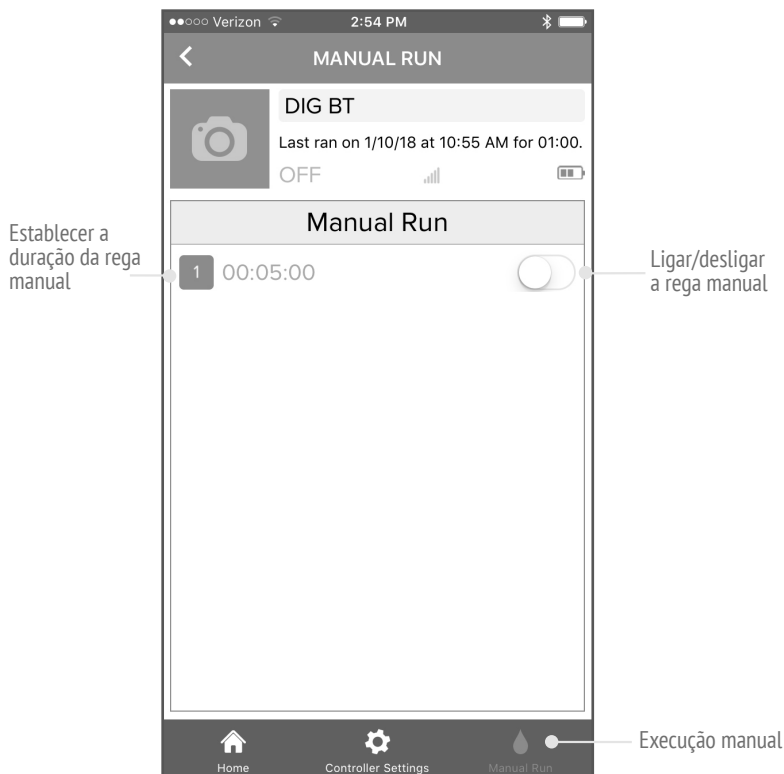 Verizon
2:54 PM
MANUAL RUN
DIG BT
Last ran on 1/10/18 at 10:55 AM for 01:00.
OFF
Manual Run
1 00:05:00
Establecer a
duração da rega
manual
Ligar/desligar
a rega manual
Home
Controller Settings
Manual Run
Execução manual